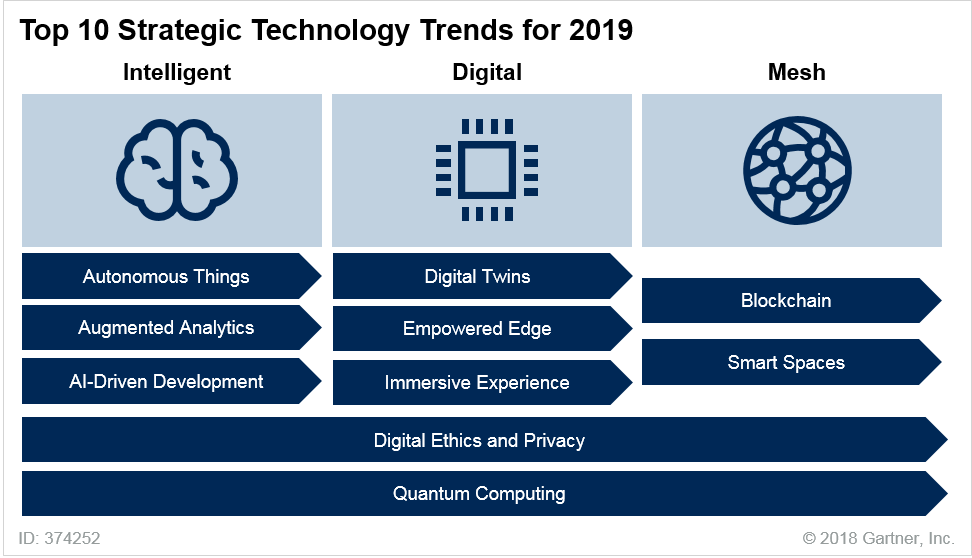 Top 10 Strategic Technology Trends for 2019
Intelligent
Digital
Mesh
Autonomous Things
Augmented Analytics
AI-Driven Development
Digital Twins
Empowered Edge
Immersive Experience
Blockchain
Smart Spaces
Digital Ethics and Privacy
Quantum Computing
ID: 374252
© 2018 Gartner, Inc.